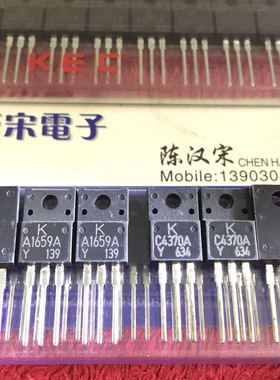 KEC
宋電子
陈汉宋
CHEN HA
Mobile:139030
K
A1659A
Y 139
K
A1659A
Y 139
K
C4370A
Y 634
K
C4370A
Y 634